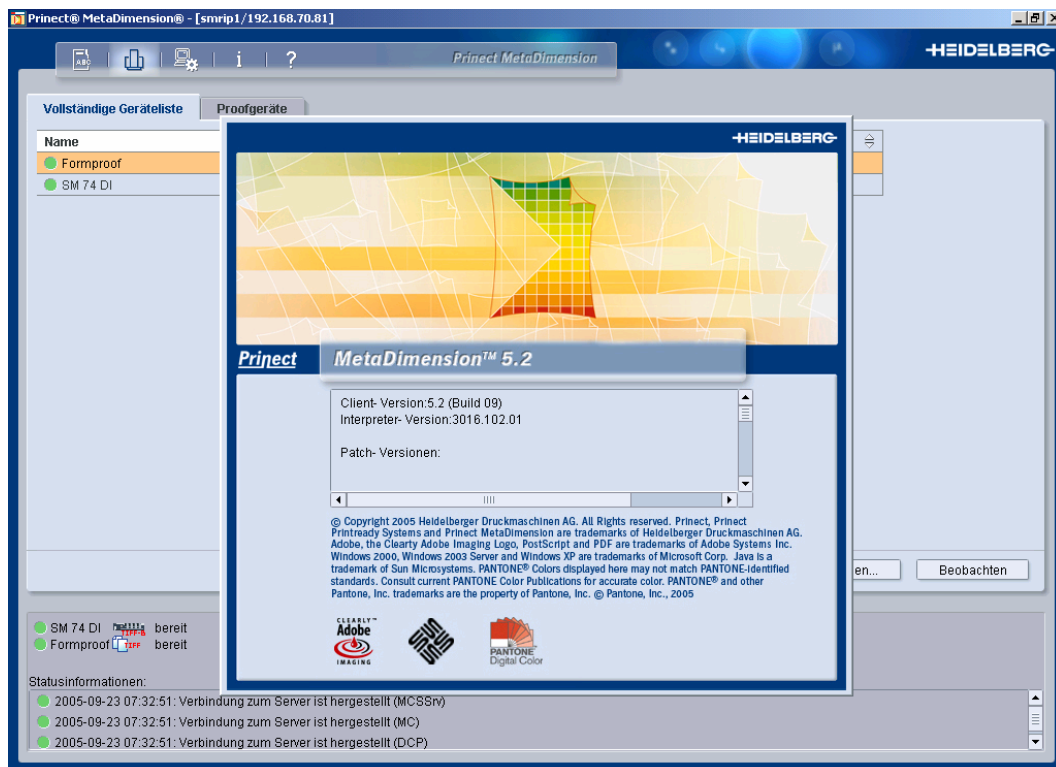 Prinect® MetaDimension® - [smrip1/192.168.70.81]
ABC
i
?
Prinect MetaDimension
HEIDELBERG
Vollständige Geräteliste
Proofgeräte
Name
Formproof
SM 74 DI
HEIDELBERG
Prinect
MetaDimension™ 5.2
Client- Version:5.2 (Build 09)
Interpreter- Version:3016.102.01
Patch- Versionen:
© Copyright 2005 Heidelberger Druckmaschinen AG. All Rights reserved. Prinect, Prinect
Printready Systems and Prinect MetaDimension are trademarks of Heidelberger Druckmaschinen AG.
Adobe, the Clearty Adobe Imaging Logo, PostScript and PDF are trademarks of Adobe Systems Inc.
Windows 2000, Windows 2003 Server and Windows XP are trademarks of Microsoft Corp. Java is a
trademark of Sun Microsystems. PANTONE® Colors displayed here may not match PANTONE-identified
standards. Consult current PANTONE Color Publications for accurate color. PANTONE® and other
Pantone, Inc. trademarks are the property of Pantone, Inc. © Pantone, Inc., 2005
CLEARLY™
Adobe
IMAGING
PANTONE®
Digital Color
en...
Beobachten
SM 74 DI TIFF-B bereit
Formproof TIFF bereit
Statusinformationen:
2005-09-23 07:32:51: Verbindung zum Server ist hergestellt (MCSSrv)
2005-09-23 07:32:51: Verbindung zum Server ist hergestellt (MC)
2005-09-23 07:32:51: Verbindung zum Server ist hergestellt (DCP)